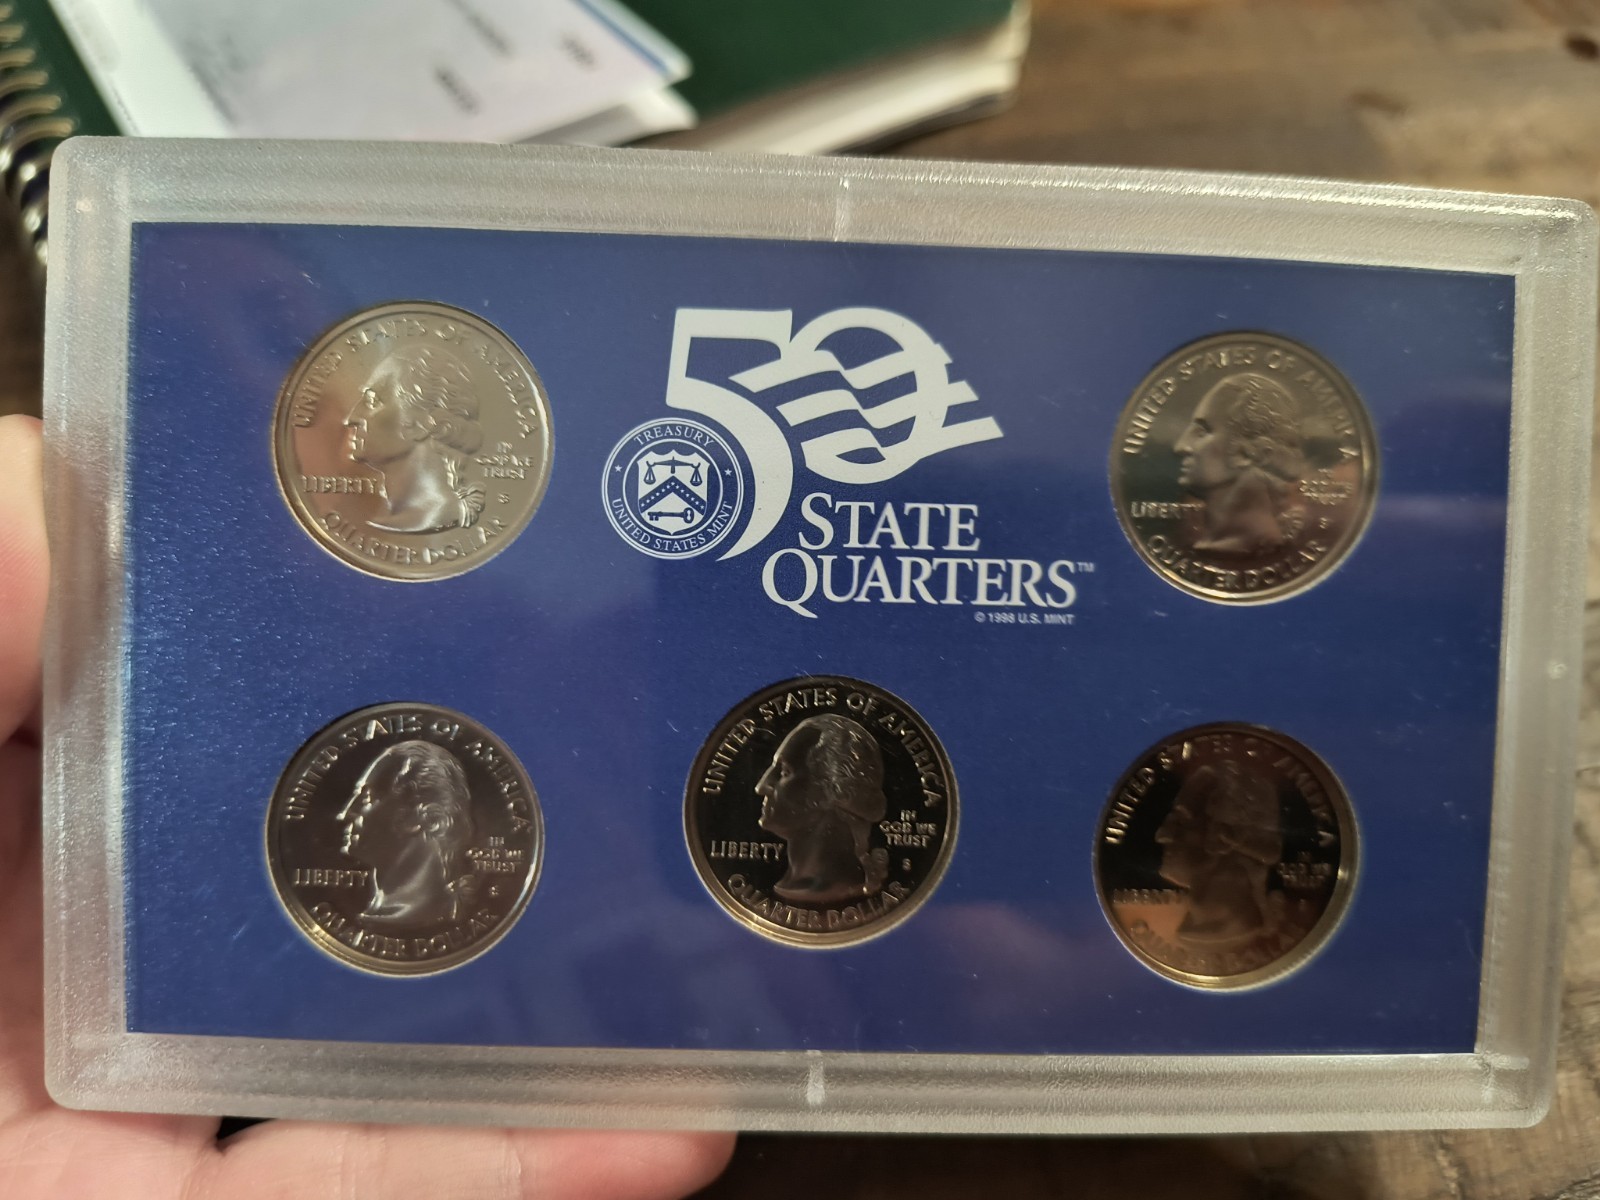 50
STATE
QUARTERS™
© 1998 U.S. MINT
TREASURY
UNITED STATES MINT
UNITED STATES OF AMERICA
IN
GOD WE
TRUST
LIBERTY
S
QUARTER DOLLAR
UNITED STATES OF AMERICA
IN
GOD WE
TRUST
LIBERTY
S
QUARTER DOLLAR
UNITED STATES OF AMERICA
IN
GOD WE
TRUST
LIBERTY
S
QUARTER DOLLAR
UNITED STATES OF AMERICA
IN
GOD WE
TRUST
LIBERTY
S
QUARTER DOLLAR
UNITED STATES OF AMERICA
IN
GOD WE
TRUST
LIBERTY
QUARTER DOLLAR